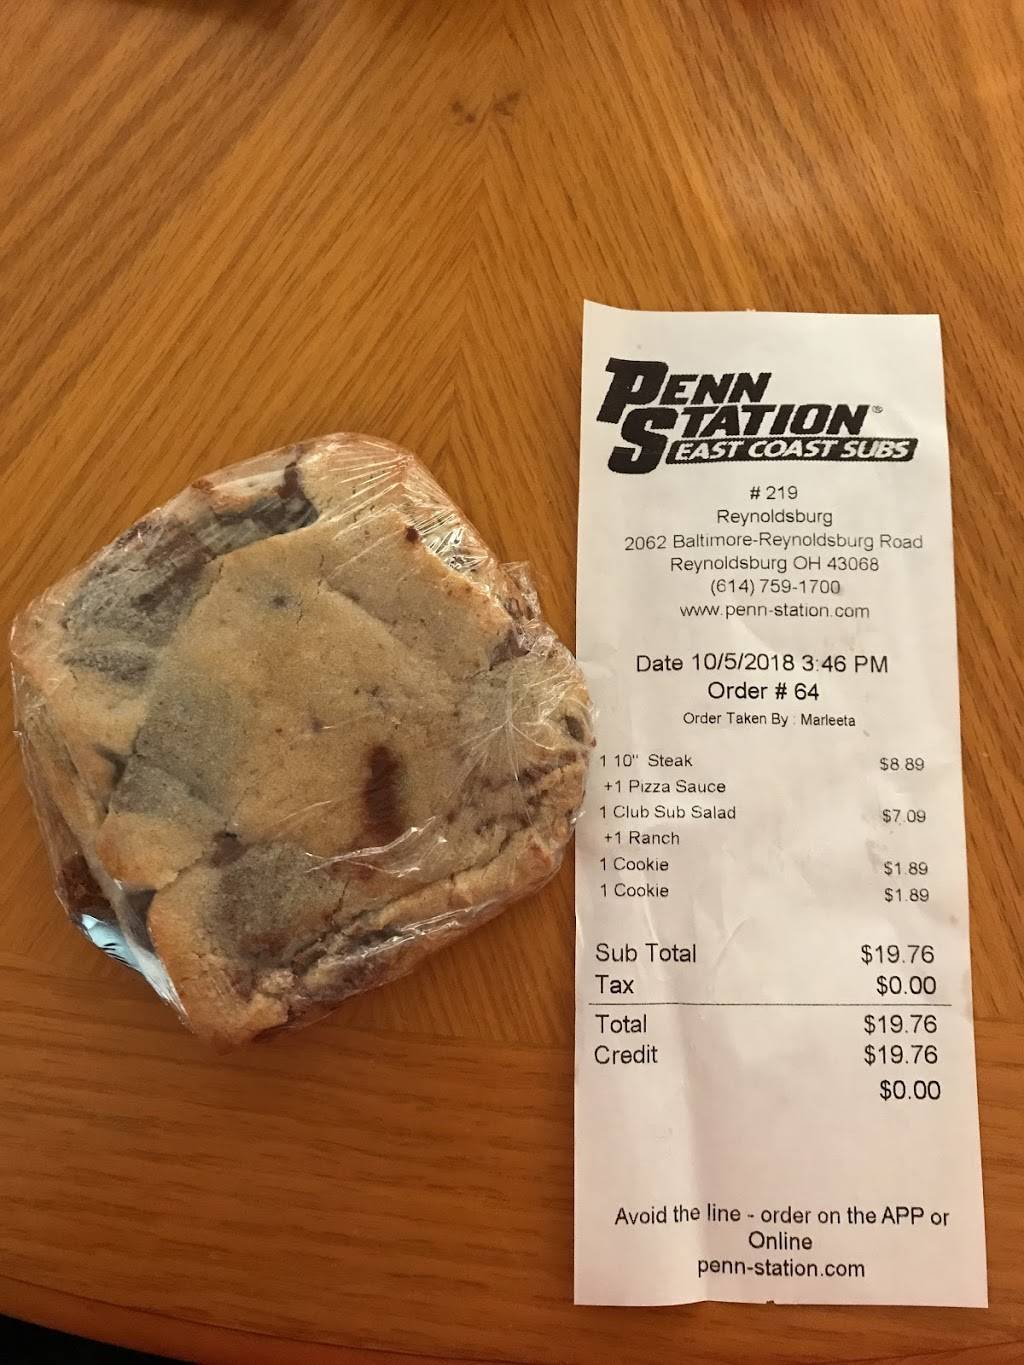 PENN
STATION®
EAST COAST SUBS
# 219
Reynoldsburg
2062 Baltimore-Reynoldsburg Road
Reynoldsburg OH 43068
(614) 759-1700
www.penn-station.com
Date 10/5/2018 3:46 PM
Order # 64
Order Taken By : Marleeta
1 10" Steak $8.89
+1 Pizza Sauce
1 Club Sub Salad $7.09
+1 Ranch
1 Cookie $1.89
1 Cookie $1.89
Sub Total $19.76
Tax $0.00
Total $19.76
Credit $19.76
$0.00
Avoid the line - order on the APP or
Online
penn-station.com